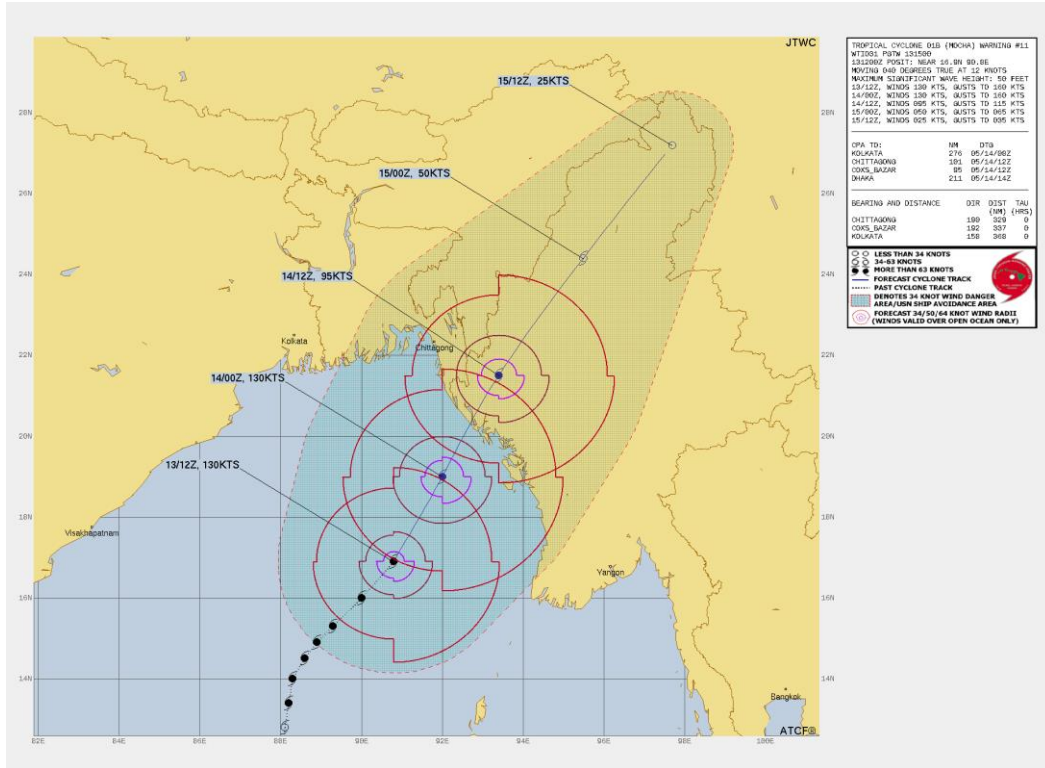 JTWC
15/12Z, 25KTS
15/00Z, 50KTS
14/12Z, 95KTS
14/00Z, 130KTS
13/12Z, 130KTS
Kolkata
Chittagong
Visakhapatnam
Yangon
Bangkok
ATCF®
28N
26N
24N
22N
20N
18N
16N
14N
28N
26N
24N
22N
20N
18N
16N
14N
82E 84E 86E 88E 90E 92E 94E 96E 98E 100E
TROPICAL CYCLONE 01B (MOCHA) WARNING #11
WTIO31 PGTW 131500
131200Z POSIT: NEAR 16.9N 90.8E
MOVING 040 DEGREES TRUE AT 12 KNOTS
MAXIMUM SIGNIFICANT WAVE HEIGHT: 50 FEET
13/12Z, WINDS 130 KTS, GUSTS TO 160 KTS
14/00Z, WINDS 130 KTS, GUSTS TO 160 KTS
14/12Z, WINDS 095 KTS, GUSTS TO 115 KTS
15/00Z, WINDS 050 KTS, GUSTS TO 065 KTS
15/12Z, WINDS 025 KTS, GUSTS TO 035 KTS
CPA TO: NM DTG
KOLKATA 276 05/14/00Z
CHITTAGONG 101 05/14/12Z
COXS_BAZAR 95 05/14/12Z
DHAKA 211 05/14/14Z
BEARING AND DISTANCE DIR DIST TAU
(NM) (HRS)
CHITTAGONG 190 329 0
COXS_BAZAR 192 337 0
KOLKATA 158 368 0
LESS THAN 34 KNOTS
34-63 KNOTS
MORE THAN 63 KNOTS
FORECAST CYCLONE TRACK
PAST CYCLONE TRACK
DENOTES 34 KNOT WIND DANGER
AREA/USN SHIP AVOIDANCE AREA
FORECAST 34/50/64 KNOT WIND RADII
(WINDS VALID OVER OPEN OCEAN ONLY)